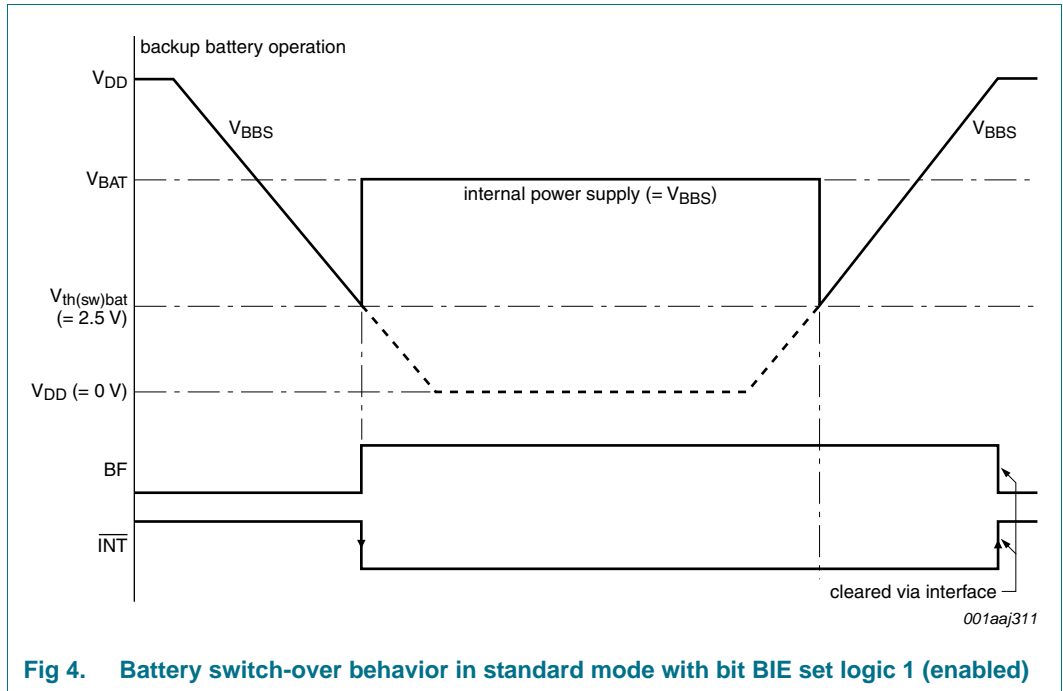 backup battery operation
VDD
VBBS
VBBS
VBAT
internal power supply (= VBBS)
Vth(sw)bat
(= 2.5 V)
VDD (= 0 V)
BF
INT
cleared via interface
001aaj311
Fig 4. Battery switch-over behavior in standard mode with bit BIE set logic 1 (enabled)